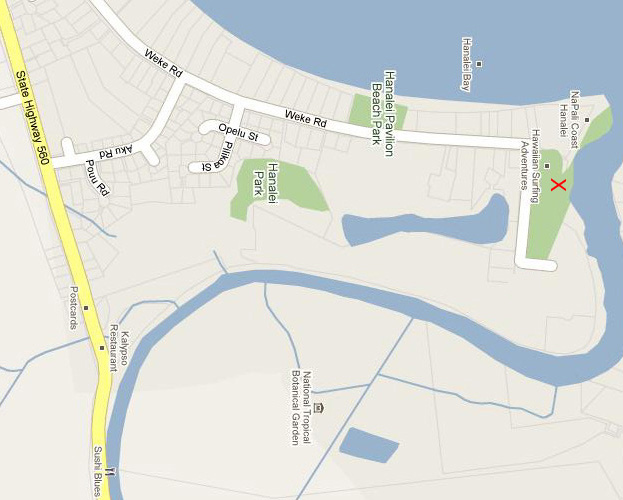 Weke Rd
Hanalei Bay
NaPali Coast
Hanalei
State Highway 560
Hanalei Pavilion
Beach Park
Weke Rd
Opelu St
Hawaiian Surfing
Adventures
Aku Rd
Pilikoa St
Pouu Rd
Hanalei
Park
Postcards
Kalypso
Restaurant
National Tropical
Botanical Garden
Sushi Blues